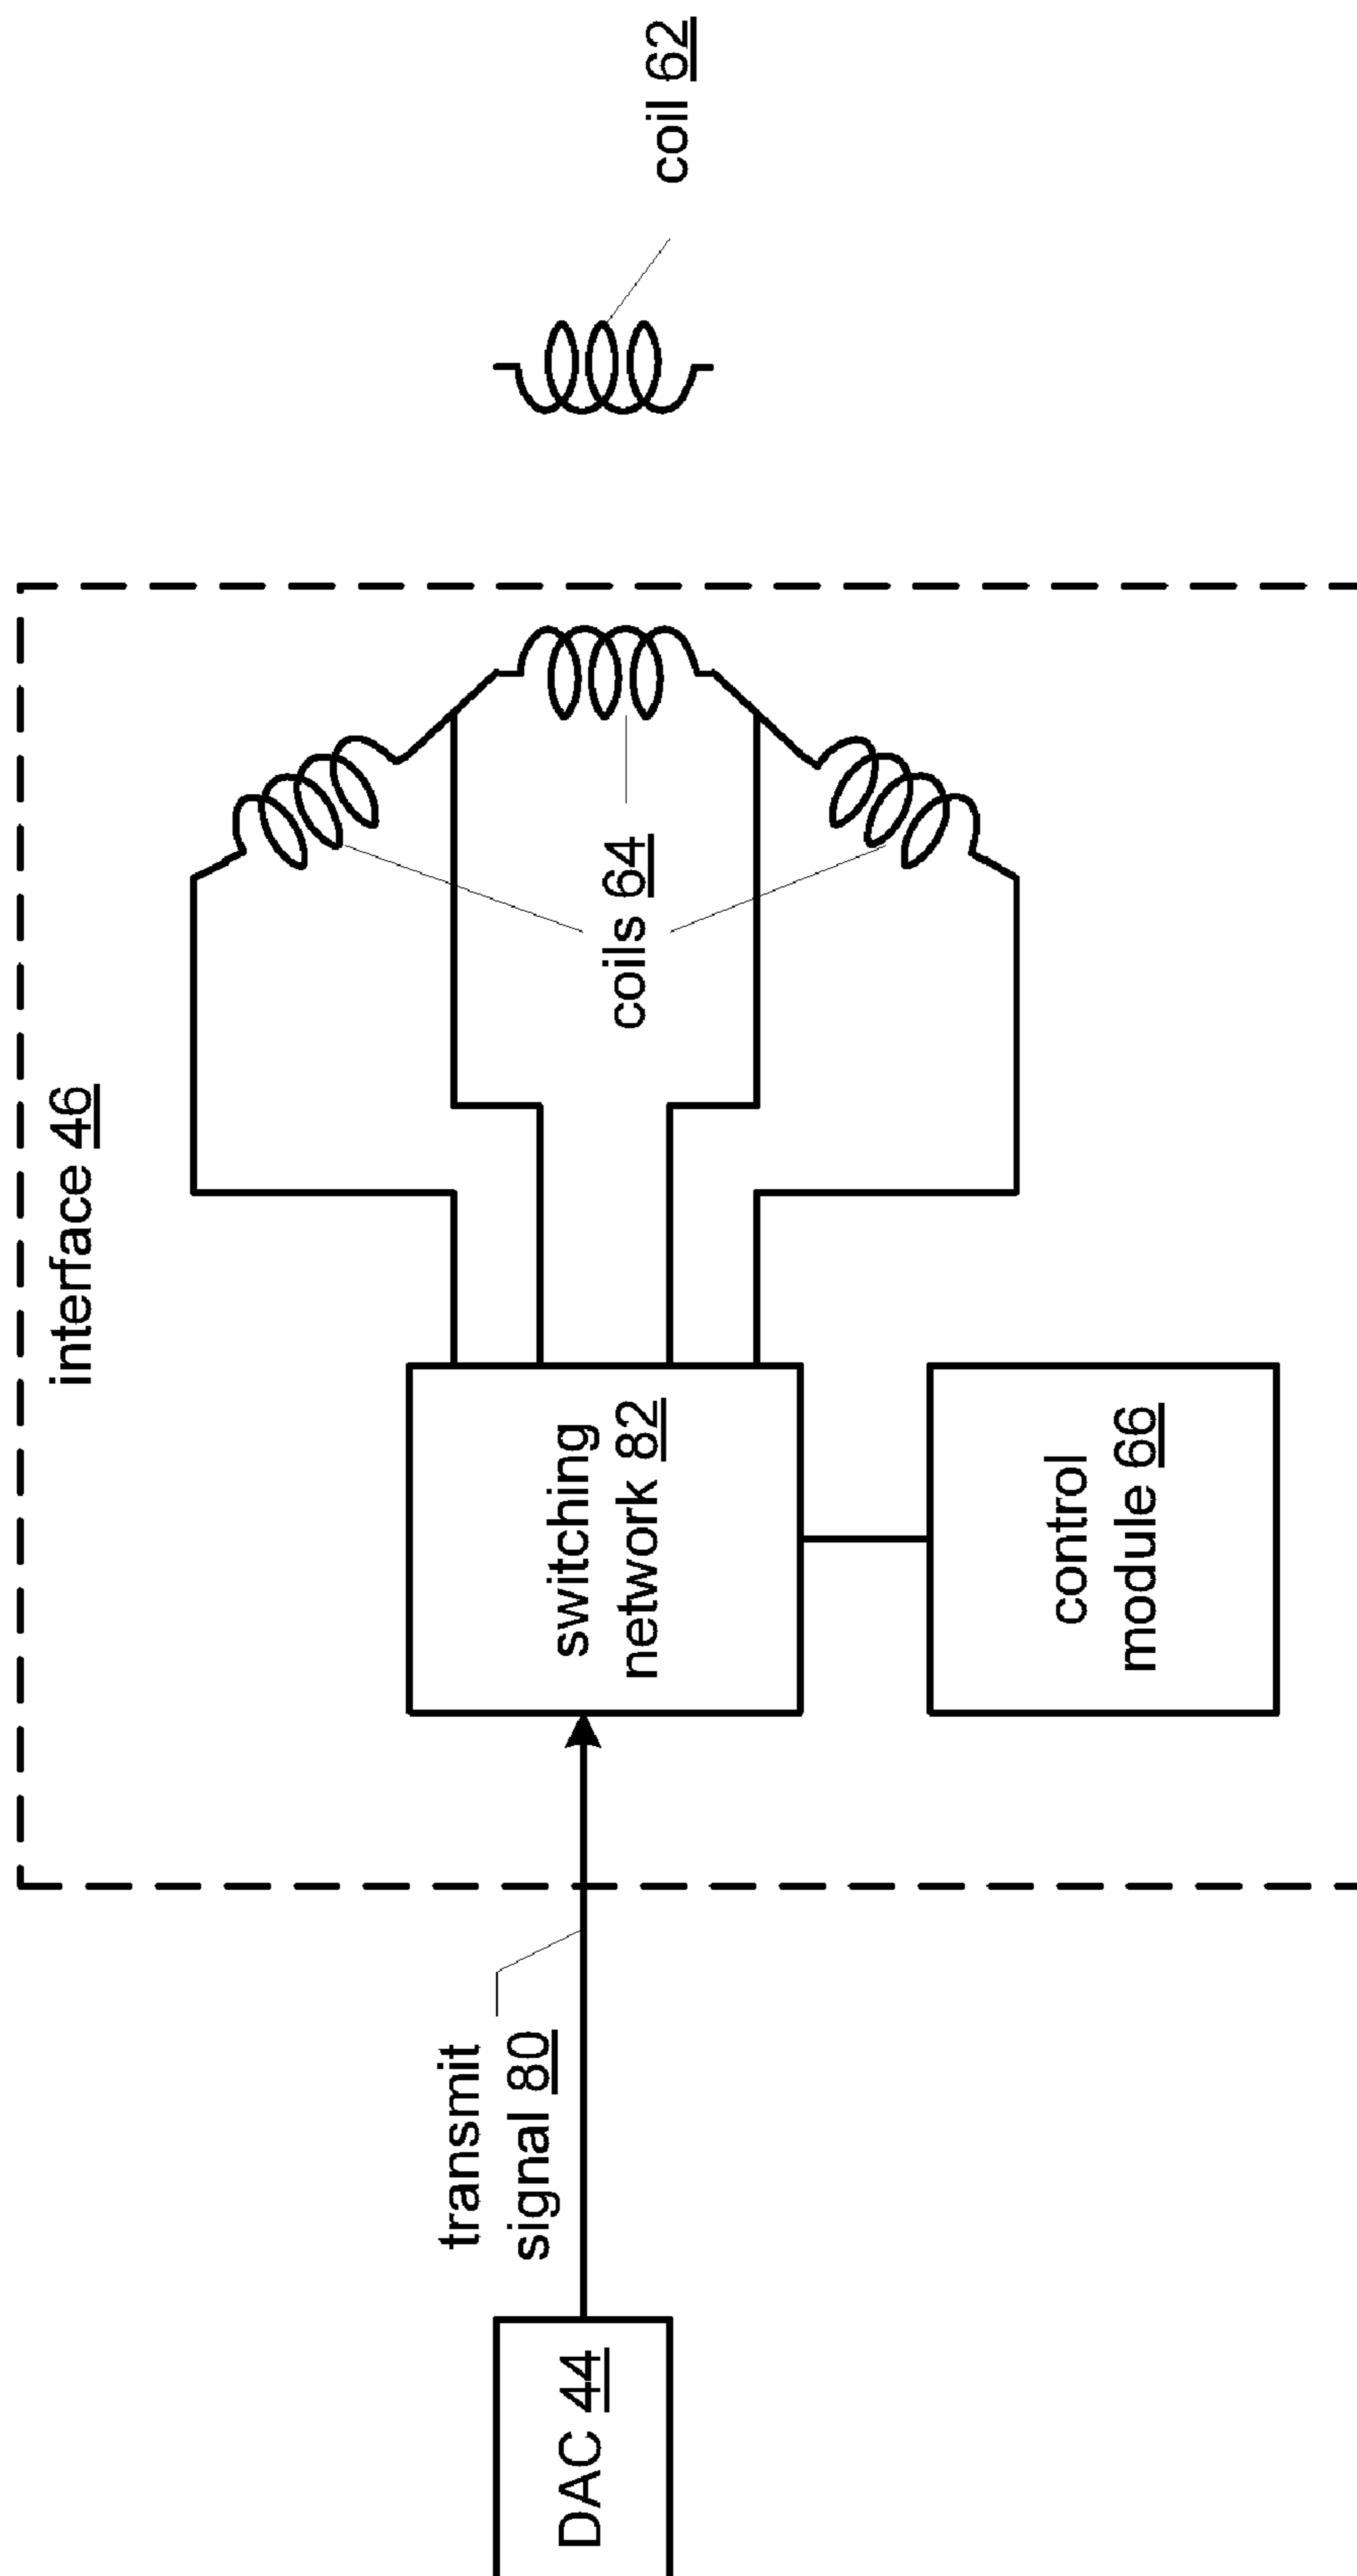 interface 46
DAC 44
transmit
signal 80
switching
network 82
control
module 66
coils 64
coil 62